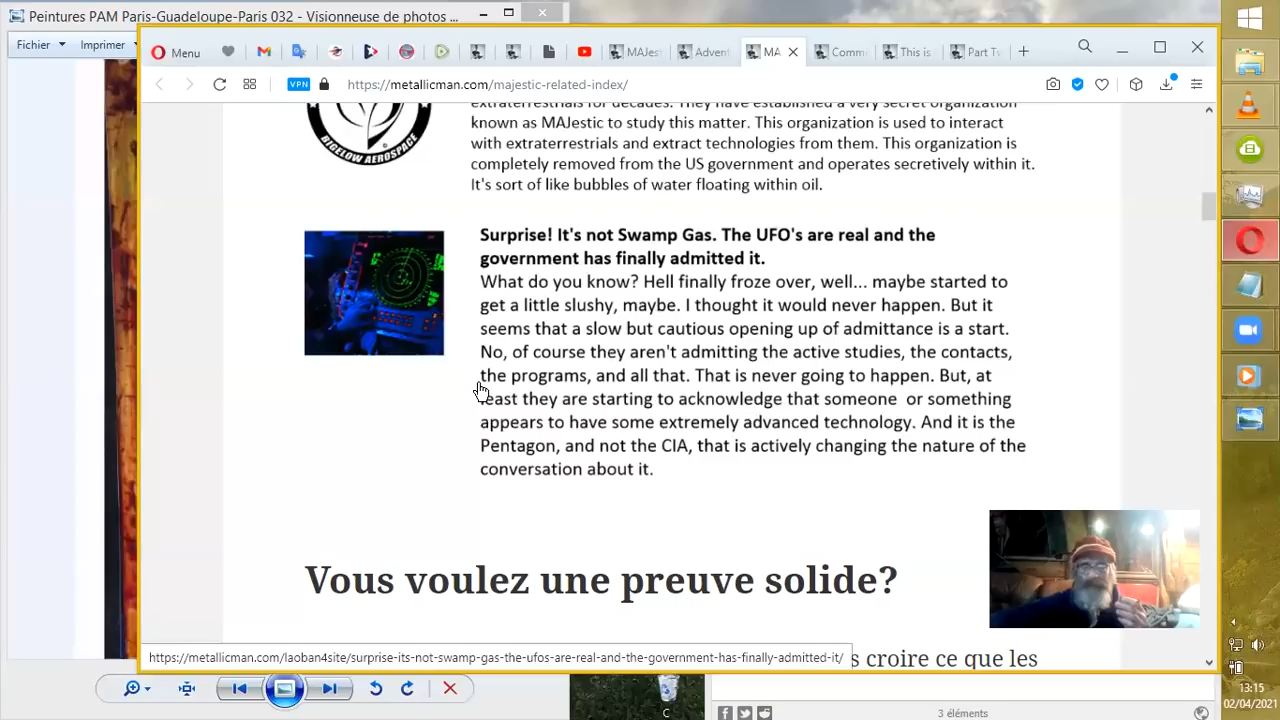 Peintures PAM Paris-Guadeloupe-Paris 032 - Visionneuse de photos ...
Fichier
Imprimer
Menu
MAJest
Advent
MA
Comm
This is
Part Tw
VPN
https://metallicman.com/majestic-related-index/
BIGELOW AEROSPACE
extraterrestrials for decades. They have established a very secret organization
known as MAJestic to study this matter. This organization is used to interact
with extraterrestrials and extract technologies from them. This organization is
completely removed from the US government and operates secretively within it.
It's sort of like bubbles of water floating within oil.
Surprise! It's not Swamp Gas. The UFO's are real and the
government has finally admitted it.
What do you know? Hell finally froze over, well... maybe started to
get a little slushy, maybe. I thought it would never happen. But it
seems that a slow but cautious opening up of admittance is a start.
No, of course they aren't admitting the active studies, the contacts,
the programs, and all that. That is never going to happen. But, at
least they are starting to acknowledge that someone or something
appears to have some extremely advanced technology. And it is the
Pentagon, and not the CIA, that is actively changing the nature of the
conversation about it.
Vous voulez une preuve solide?
https://metallicman.com/laoban4site/surprise-its-not-swamp-gas-the-ufos-are-real-and-the-government-has-finally-admitted-it/
s croire ce que les
C
3 éléments
13:15
02/04/2021